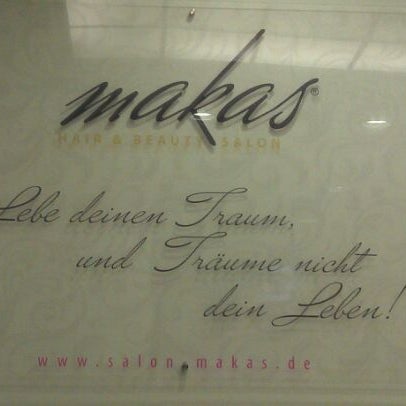 makas®
HAIR & BEAUTY SALON
Lebe deinen Traum,
und Träume nicht
dein Leben!
www.salon-makas.de